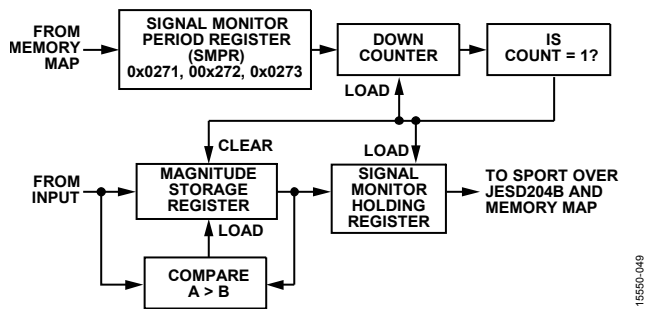 FROM
MEMORY
MAP
SIGNAL MONITOR
PERIOD REGISTER
(SMPR)
0x0271, 00x272, 0x0273
DOWN
COUNTER
IS
COUNT = 1?
LOAD
CLEAR
LOAD
FROM
INPUT
MAGNITUDE
STORAGE
REGISTER
SIGNAL
MONITOR
HOLDING
REGISTER
TO SPORT OVER
JESD204B AND
MEMORY MAP
LOAD
COMPARE
A > B
15550-049